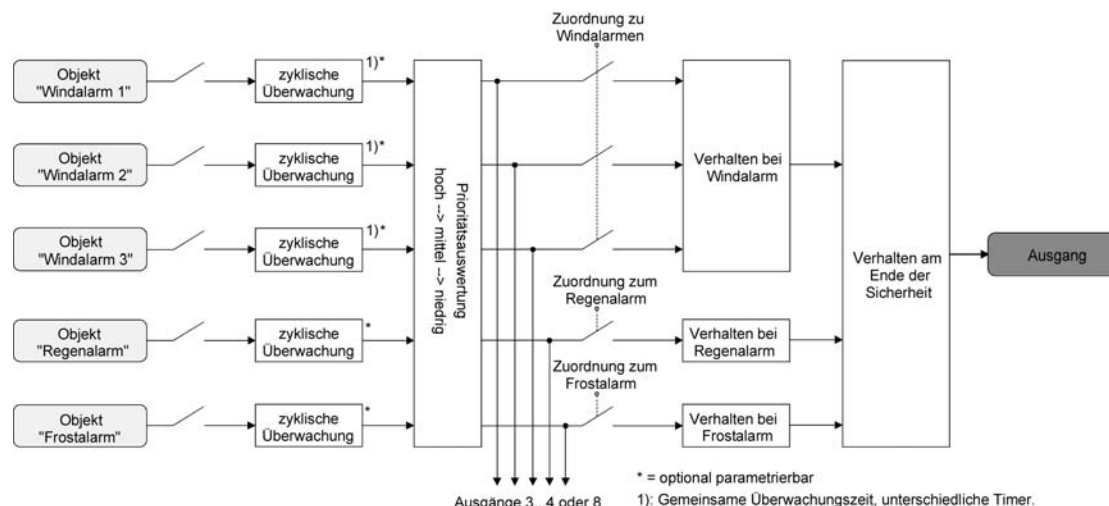 Zuordnung zu
Windalarmen
Objekt
"Windalarm 1"
zyklische
Überwachung
1)*
Objekt
"Windalarm 2"
zyklische
Überwachung
1)*
Objekt
"Windalarm 3"
zyklische
Überwachung
1)*
Objekt
"Regenalarm"
zyklische
Überwachung
*
Objekt
"Frostalarm"
zyklische
Überwachung
*
Prioritätsauswertung
hoch --> mittel --> niedrig
Zuordnung zum
Regenalarm
Zuordnung zum
Frostalarm
Verhalten bei
Windalarm
Verhalten bei
Regenalarm
Verhalten bei
Frostalarm
Verhalten am
Ende der
Sicherheit
Ausgang
Ausgänge 3...4 oder 8
* = optional parametrierbar
1): Gemeinsame Überwachungszeit, unterschiedliche Timer.